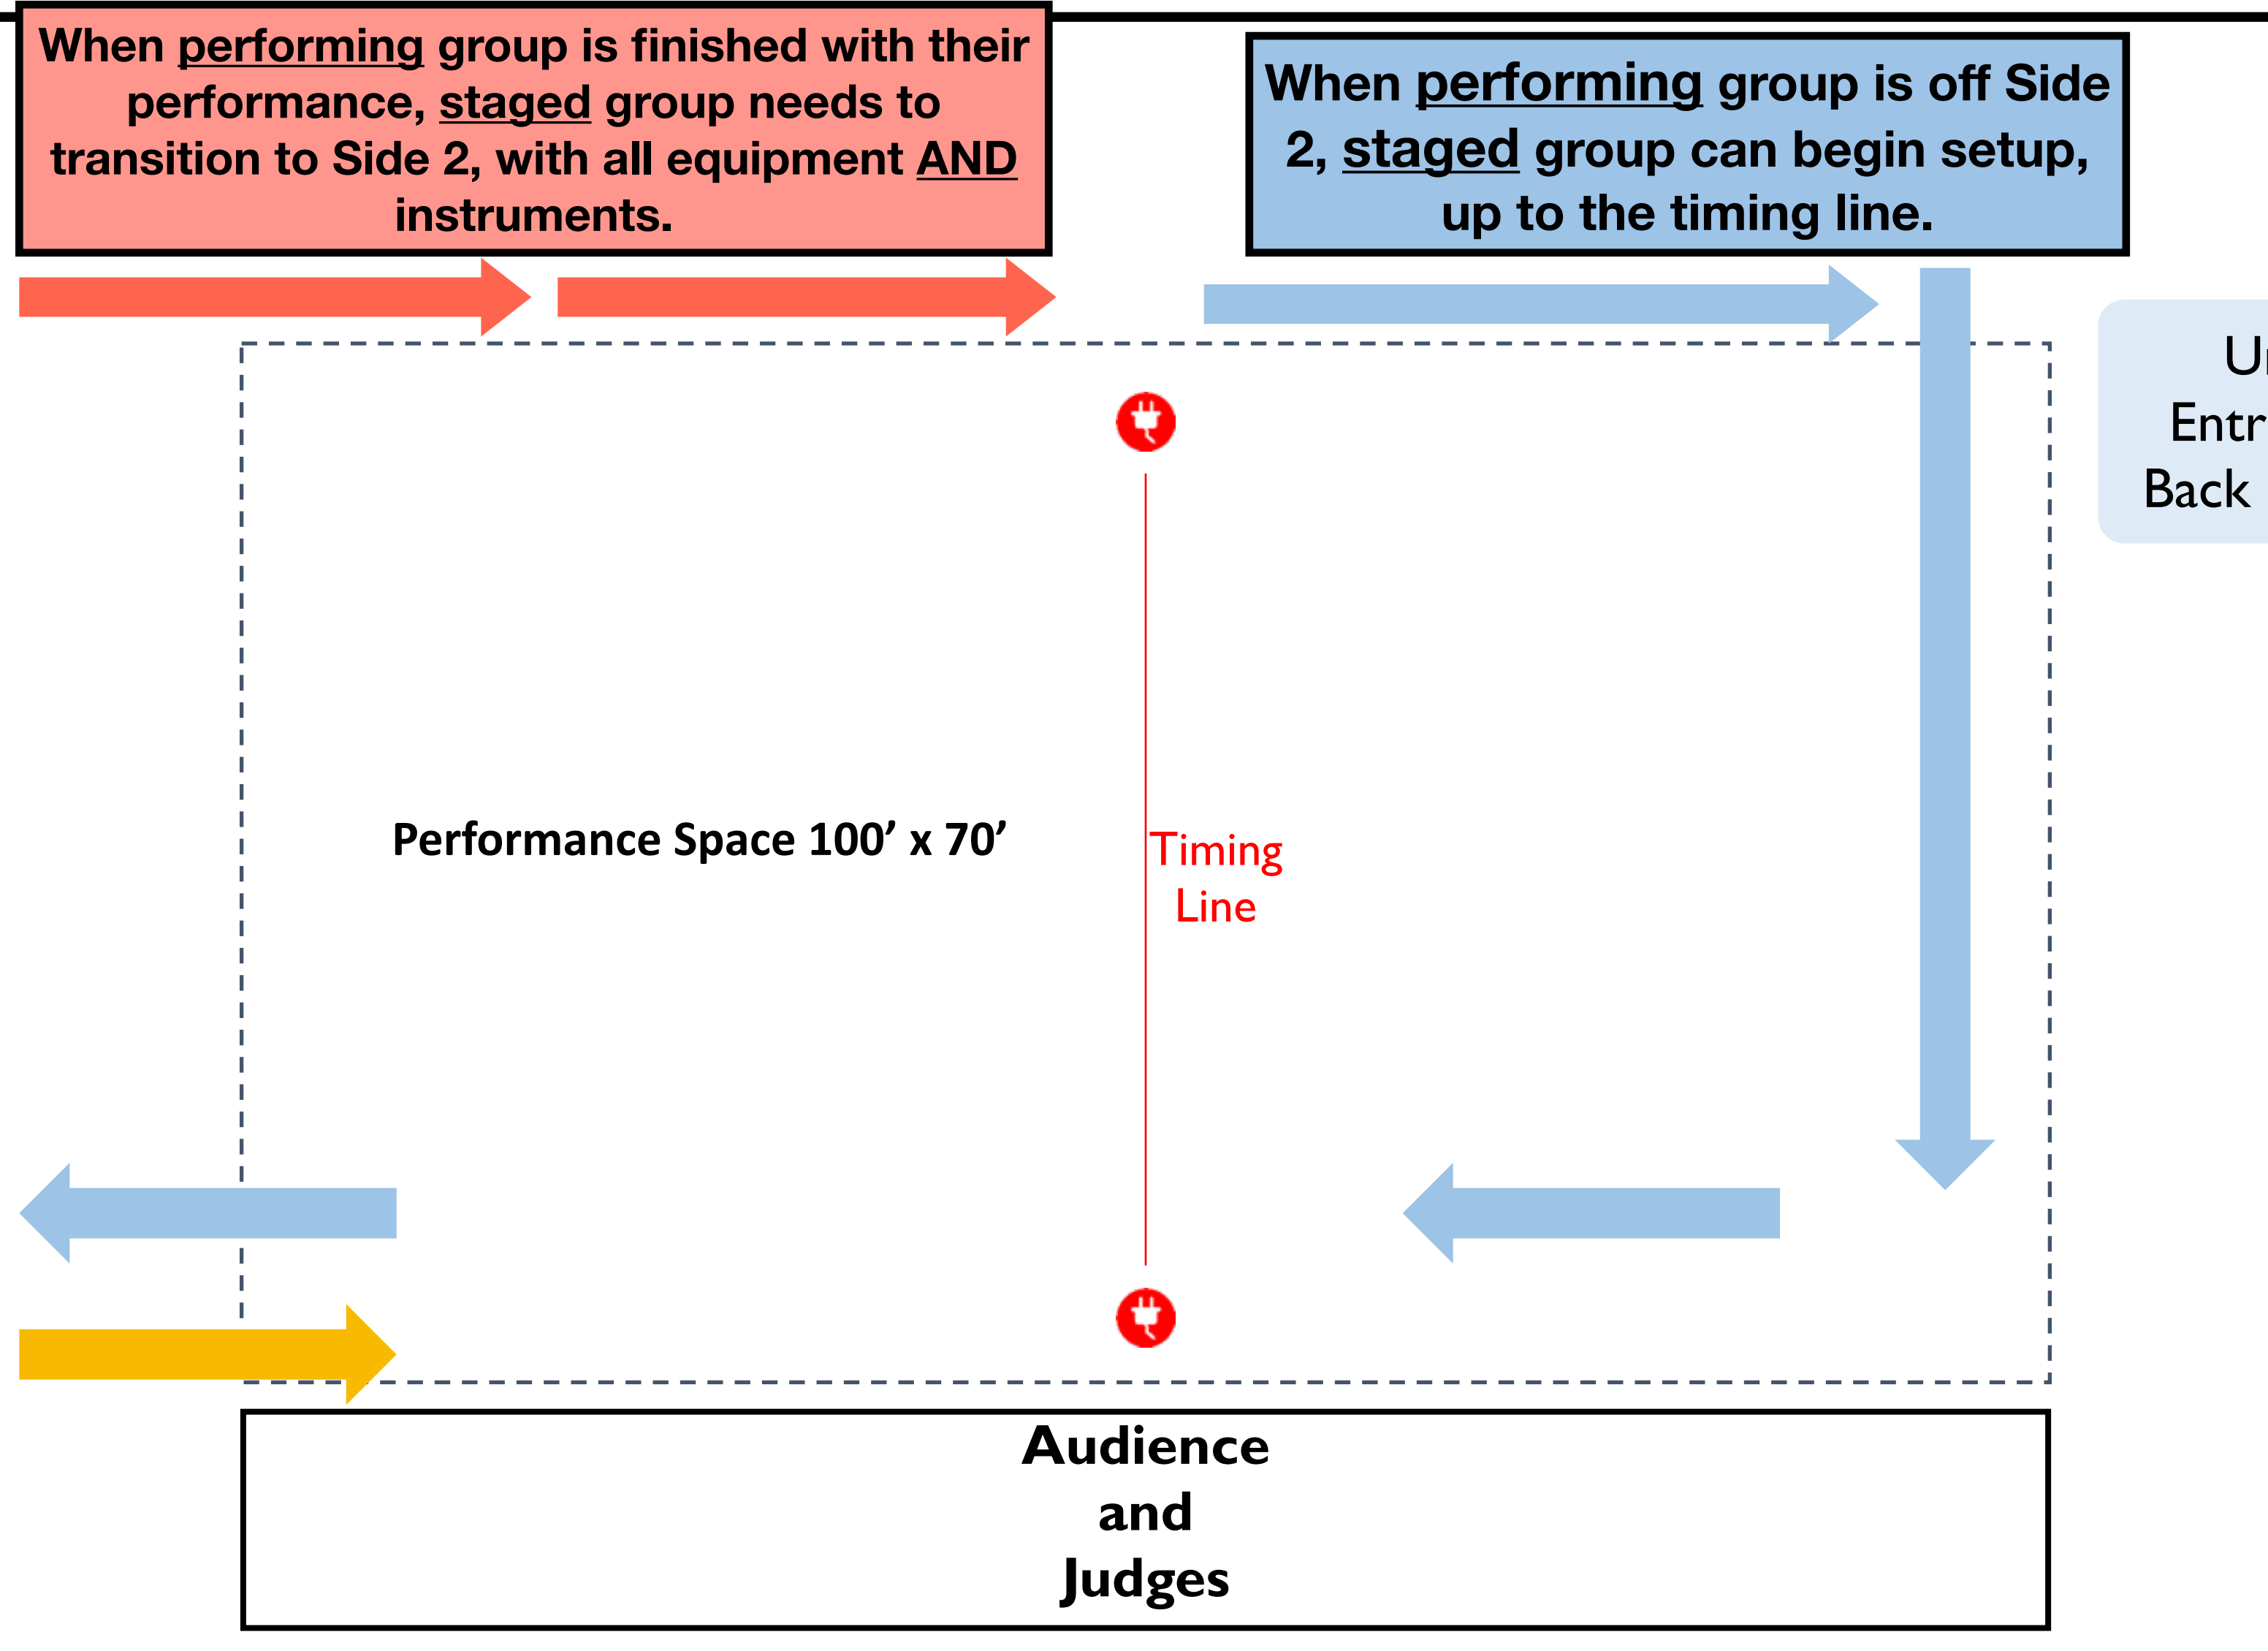 When performing group is finished with their
performance, staged group needs to
transition to Side 2, with all equipment AND
instruments.
When performing group is off Side
2, staged group can begin setup,
up to the timing line.
Back
Performance Space 100’ x 70’
Timing
Line
Audience
and
Judges